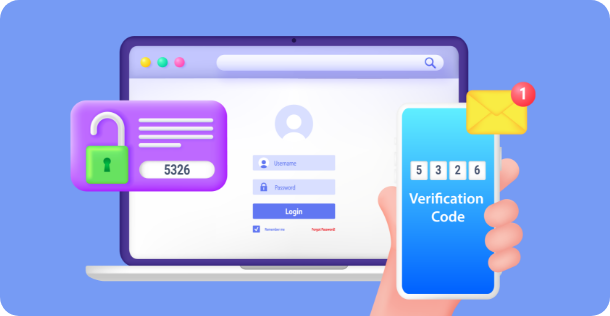 1
5326
Username
Password
Login
Remember me
Forgot Password?
5 3 2 6
Verification
Code